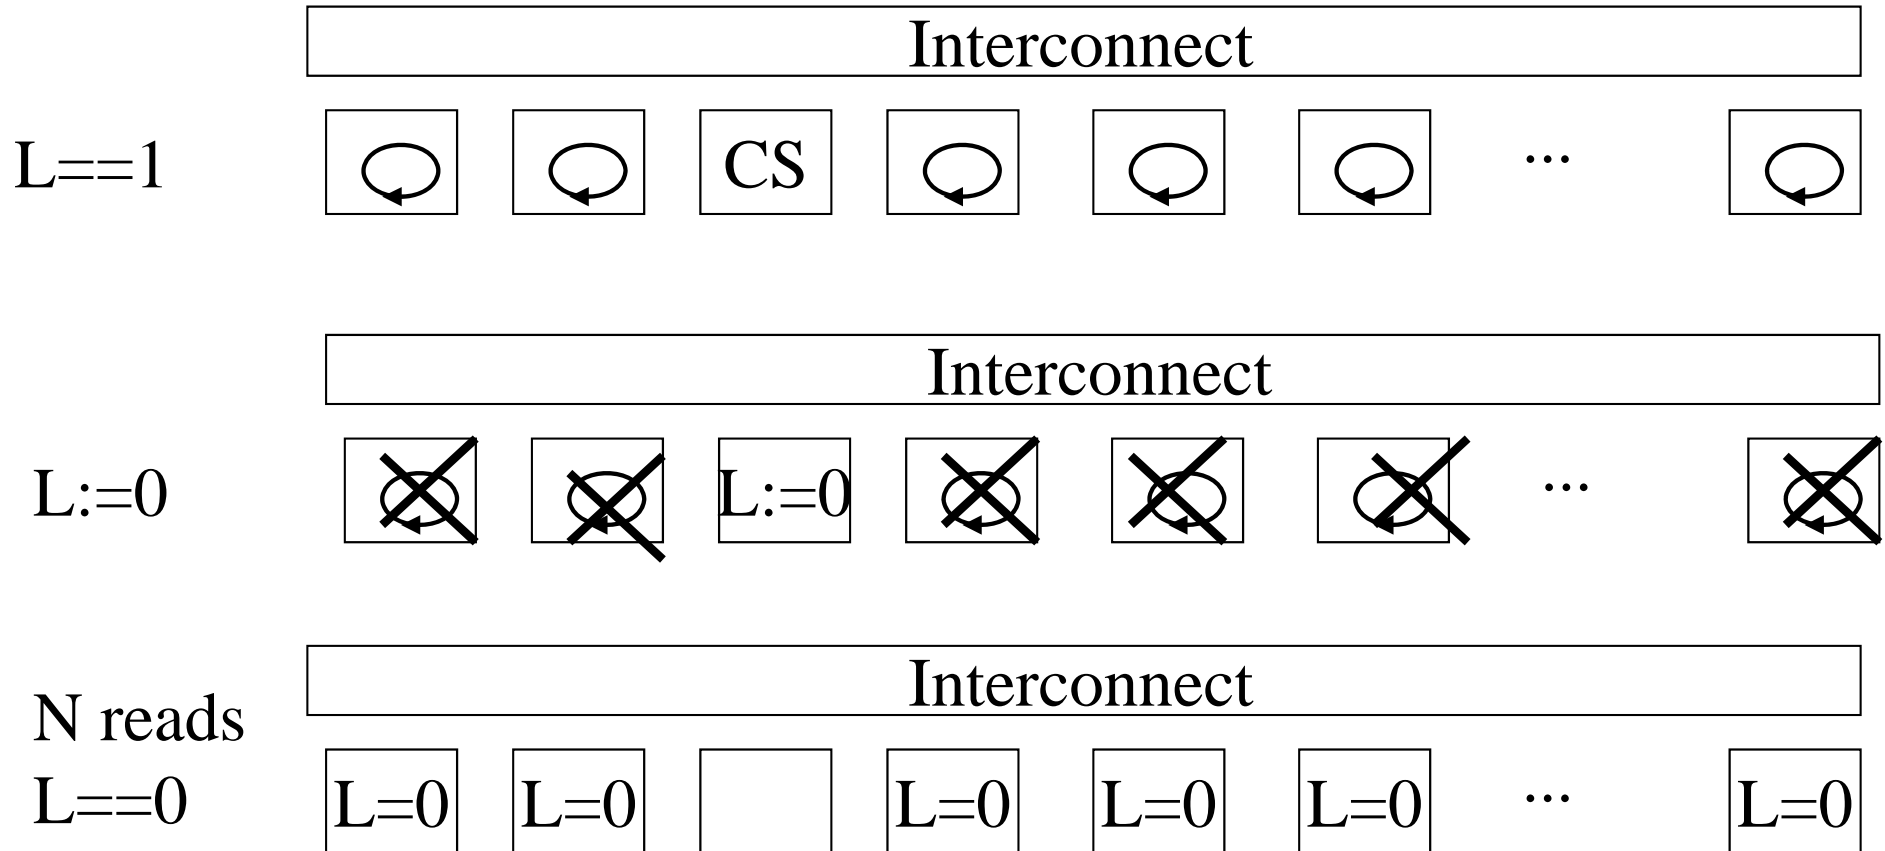 Interconnect
L==1 CS ...
Interconnect
L:=0 L:=0 ...
Interconnect
N reads
L==0 L=0 L=0 L=0 L=0 L=0 ... L=0